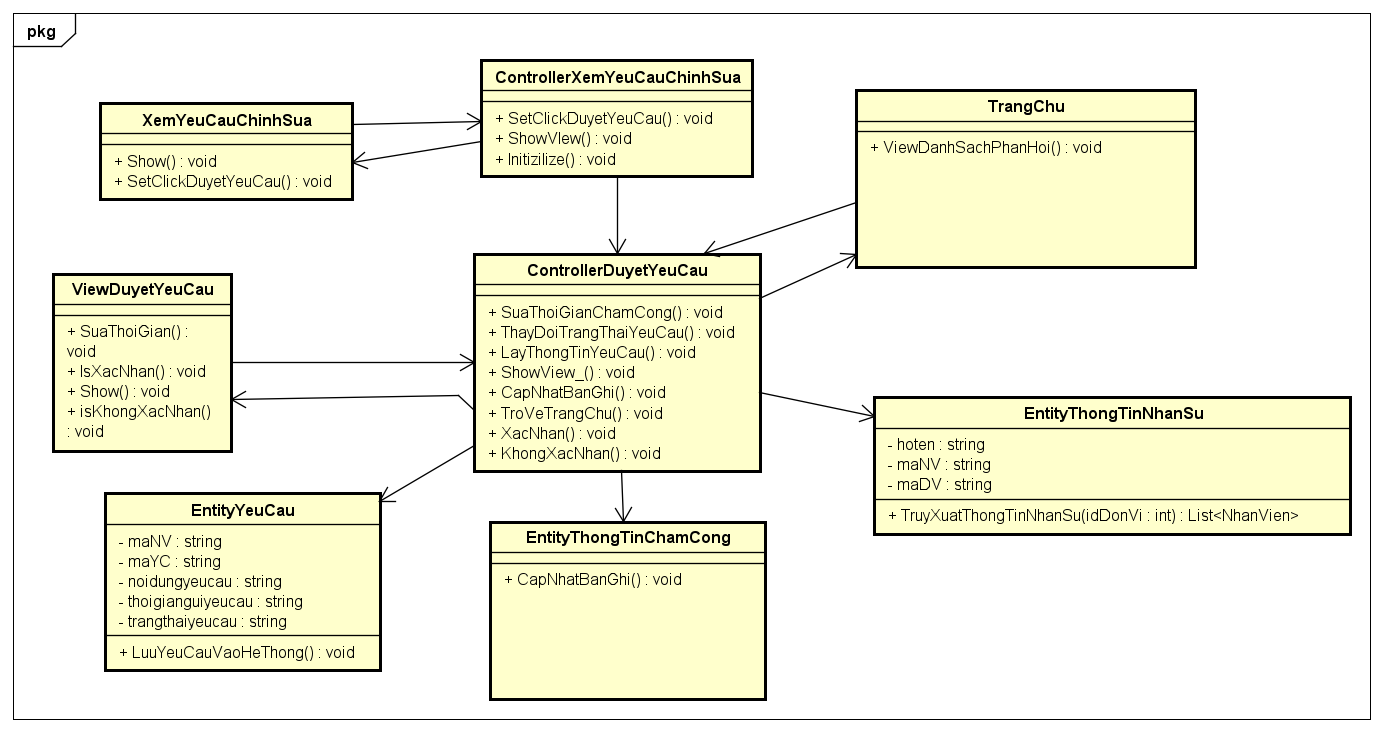 pkg
ControllerXemYeuCauChinhSua
+ SetClickDuyetYeuCau() : void
+ ShowVIew() : void
+ Initizilize() : void
XemYeuCauChinhSua
+ Show() : void
+ SetClickDuyetYeuCau() : void
TrangChu
+ ViewDanhSachPhanHoi() : void
ControllerDuyetYeuCau
+ SuaThoiGianChamCong() : void
+ ThayDoiTrangThaiYeuCau() : void
+ LayThongTinYeuCau() : void
+ ShowView_() : void
+ CapNhatBanGhi() : void
+ TroVeTrangChu() : void
+ XacNhan() : void
+ KhongXacNhan() : void
ViewDuyetYeuCau
+ SuaThoiGian() :
void
+ IsXacNhan() : void
+ Show() : void
+ isKhongXacNhan()
: void
EntityThongTinNhanSu
- hoten : string
- maNV : string
- maDV : string
+ TruyXuatThongTinNhanSu(idDonVi : int) : List<NhanVien>
EntityYeuCau
- maNV : string
- maYC : string
- noidungyeucau : string
- thoigianguiyeucau : string
- trangthaiyeucau : string
+ LuuYeuCauVaoHeThong() : void
EntityThongTinChamCong
+ CapNhatBanGhi() : void